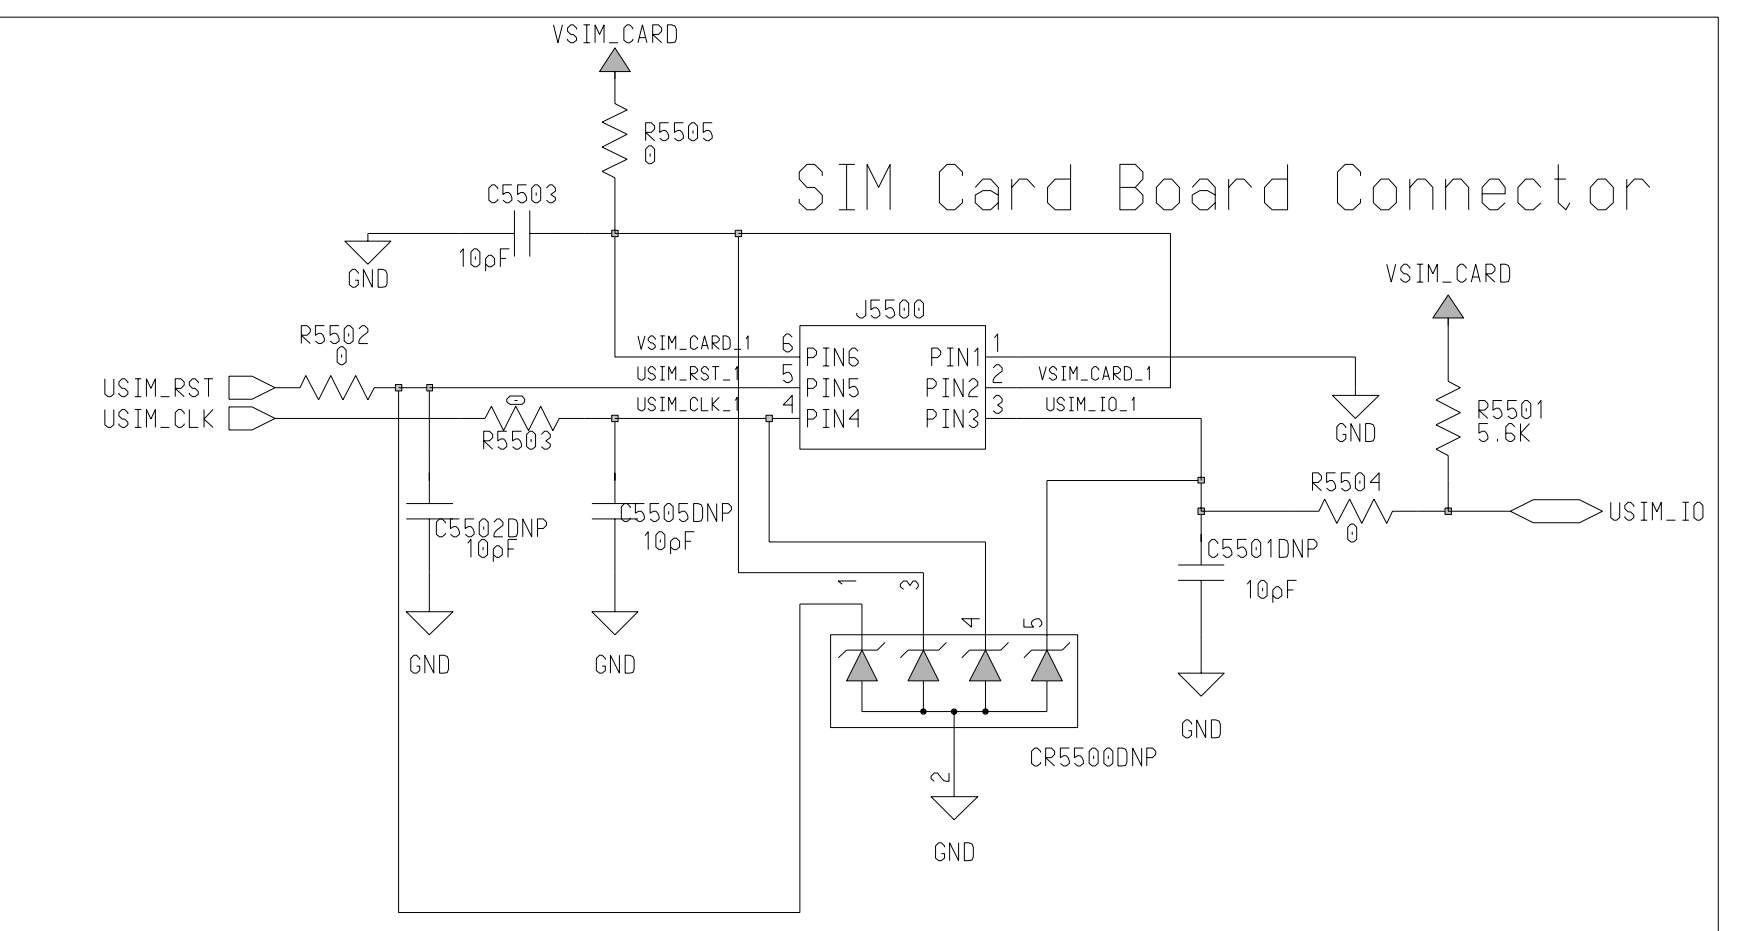 VSIM_CARD
R5505
0
SIM Card Board Connector
C5503
10pF
GND
VSIM_CARD
J5500
R5502
0
VSIM_CARD_1
6
PIN6
PIN1
1
USIM_RST
USIM_RST_1
5
PIN5
PIN2
2
VSIM_CARD_1
USIM_CLK
0
R5503
USIM_CLK_1
4
PIN4
PIN3
3
USIM_IO_1
GND
R5501
5.6K
R5504
0
USIM_IO
C5502DNP
10pF
C5505DNP
10pF
C5501DNP
10pF
1
3
4
5
GND
GND
GND
CR5500DNP
2
GND